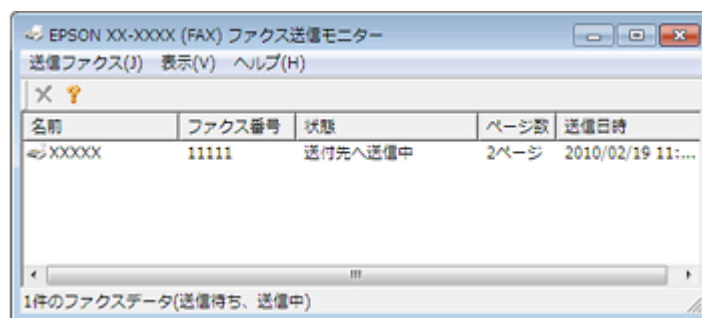 EPSON XX-XXXX (FAX) ファクス送信モニター
送信ファクス(J) 表示(V) ヘルプ(H)
名前 ファクス番号 状態 ページ数 送信日時
XXXXX 11111 送付先へ送信中 2ページ 2010/02/19 11:...
1件のファクスデータ(送信待ち、送信中)